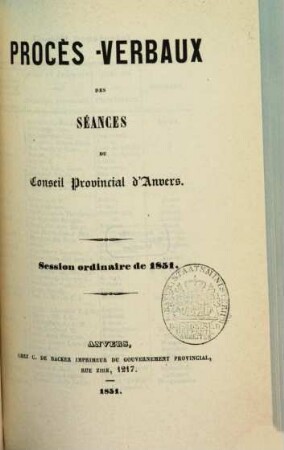 PROCÈS-VERBAUX
DES
SÉANCES
DU
Conseil Provincial d'Anvers.
Session ordinaire de 1851.
ANVERS,
CHEZ C. DE BACKER IMPRIMEUR DU GOUVERNEMENT PROVINCIAL,
RUE ZOIE, 1217.
1851.